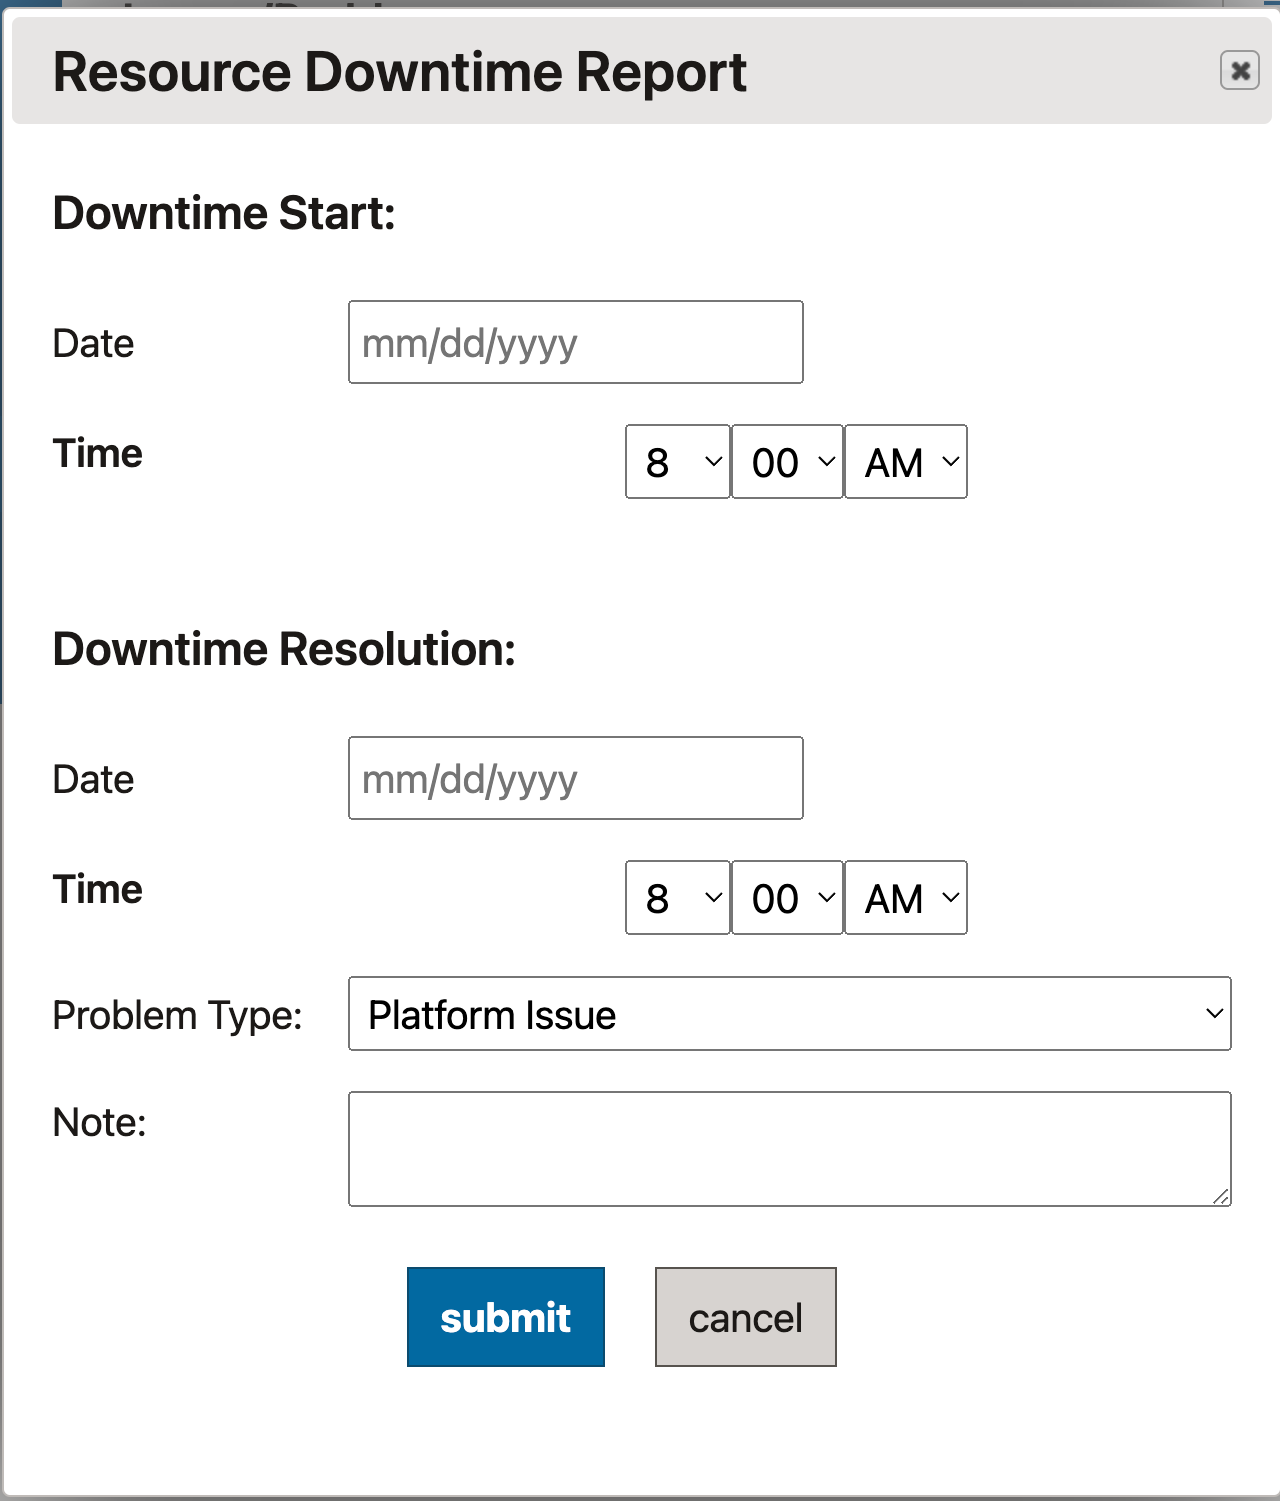 Resource Downtime Report
Downtime Start:
Date mm/dd/yyyy
Time 8 00 AM
Downtime Resolution:
Date mm/dd/yyyy
Time 8 00 AM
Problem Type: Platform Issue
Note:
submit cancel